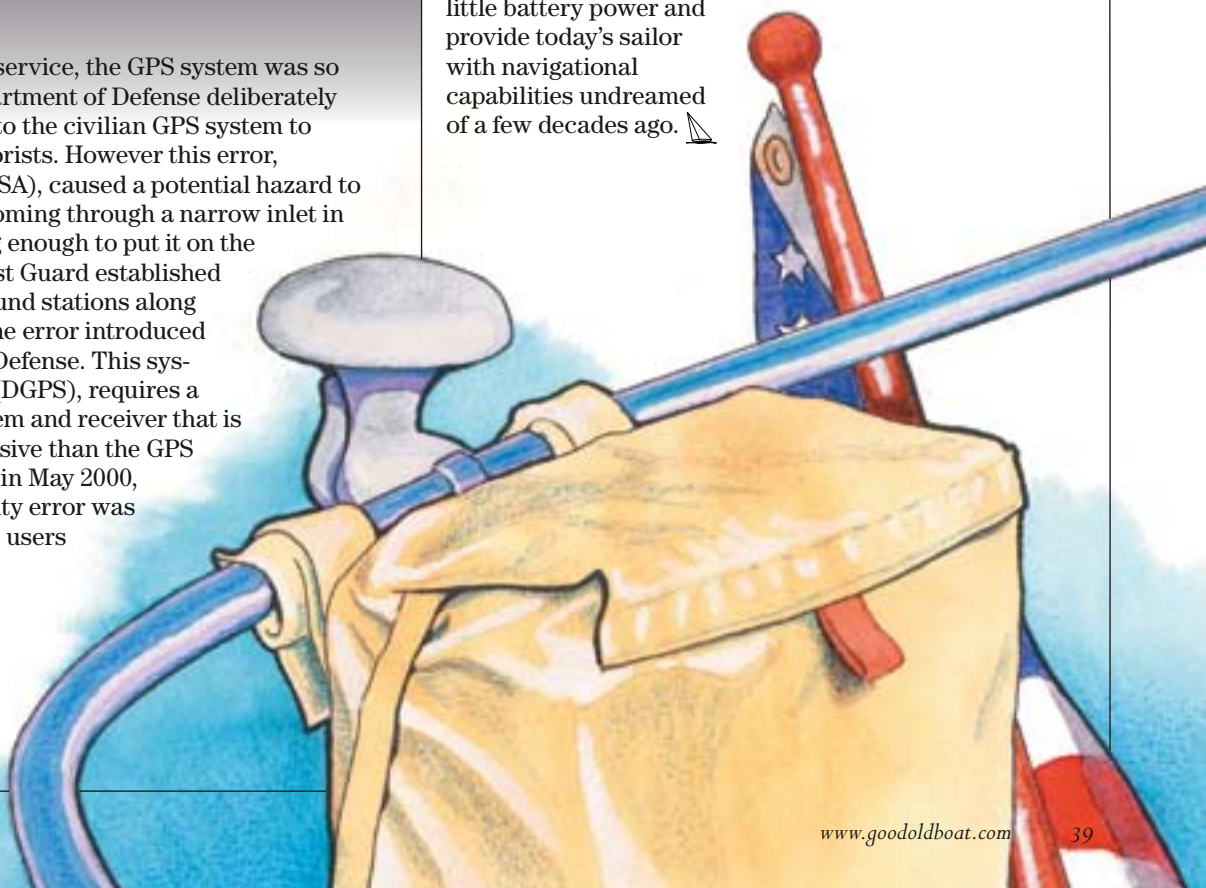 service, the GPS system was so
artment of Defense deliberately
to the civilian GPS system to
orists. However this error,
SA), caused a potential hazard to
oming through a narrow inlet in
g enough to put it on the
st Guard established
und stations along
ne error introduced
Defense. This sys-
(DGPS), requires a
em and receiver that is
sive than the GPS
in May 2000,
ity error was
users
little battery power and
provide today's sailor
with navigational
capabilities undreamed
of a few decades ago.
www.goodoldboat.com 39